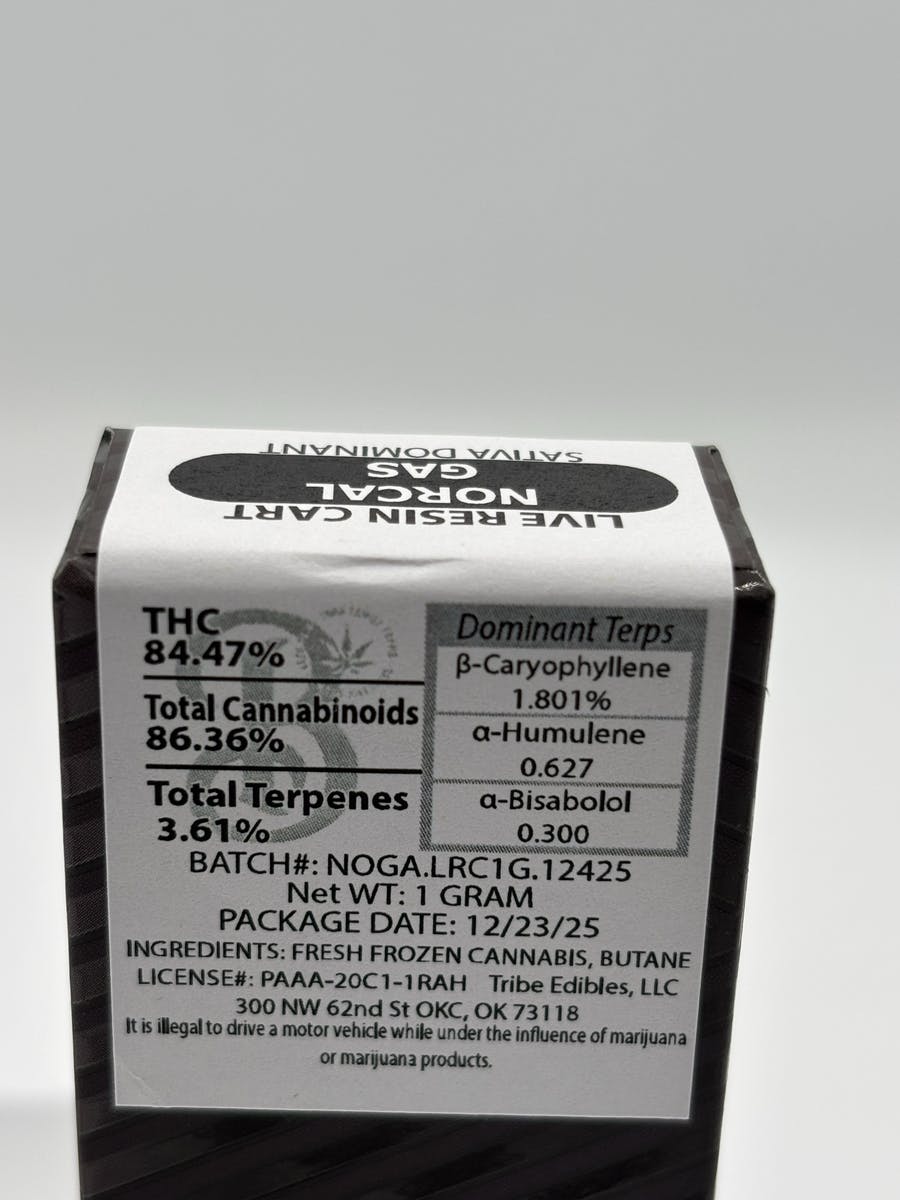 LIVE RESIN CART
NORCAL
GAS
SATIVA DOMINANT
THC
84.47%
Total Cannabinoids
86.36%
Total Terpenes
3.61%
Dominant Terps
β-Caryophyllene
1.801%
α-Humulene
0.627
α-Bisabolol
0.300
BATCH#: NOGA.LRC1G.12425
Net WT: 1 GRAM
PACKAGE DATE: 12/23/25
INGREDIENTS: FRESH FROZEN CANNABIS, BUTANE
LICENSE#: PAAA-20C1-1RAH Tribe Edibles, LLC
300 NW 62nd St OKC, OK 73118
It is illegal to drive a motor vehicle while under the influence of marijuana
or marijuana products.